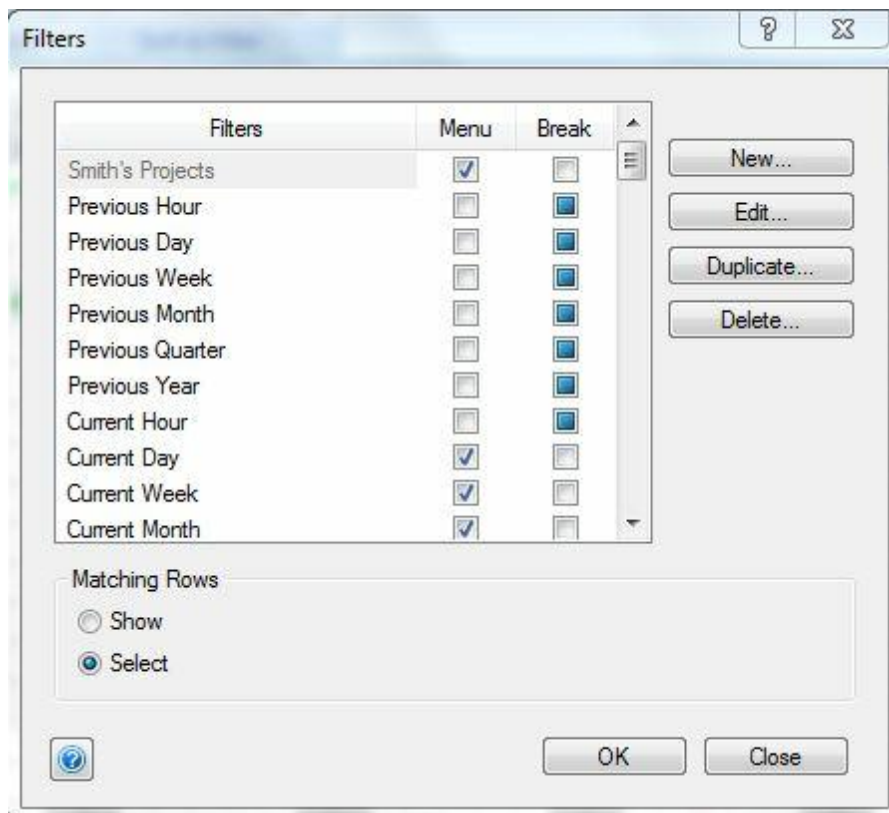 Filters
Filters Menu Break
Smith's Projects
Previous Hour
Previous Day
Previous Week
Previous Month
Previous Quarter
Previous Year
Current Hour
Current Day
Current Week
Current Month
New...
Edit...
Duplicate...
Delete...
Matching Rows
Show
Select
OK Close